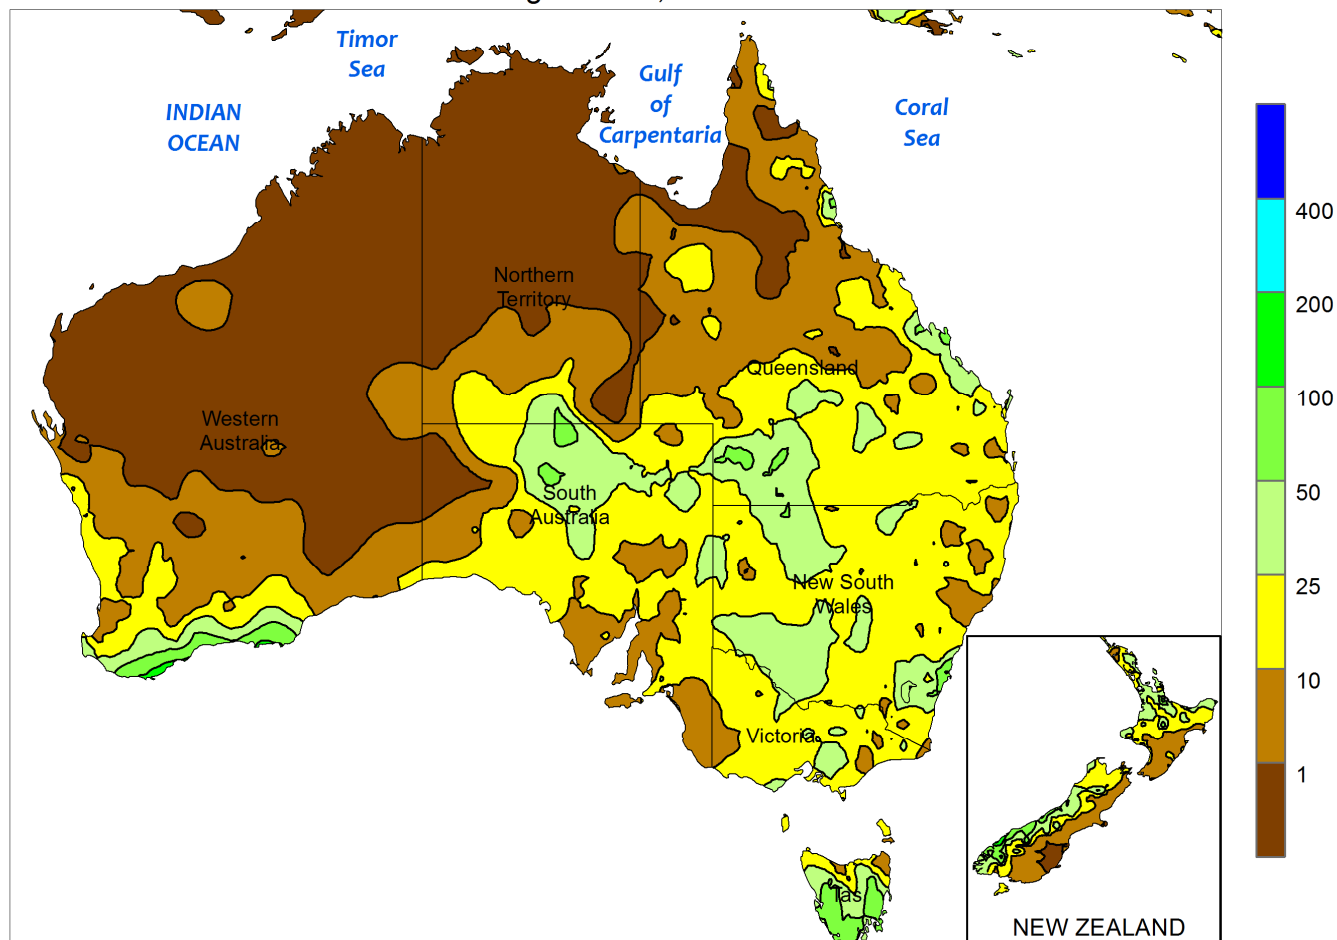 Timor
Sea
Gulf
of
Carpentaria
INDIAN
OCEAN
Coral
Sea
400
200
100
50
25
10
1
Northern
Territory
Queensland
Western
Australia
South
Australia
New South
Wales
Victoria
Tas
NEW ZEALAND